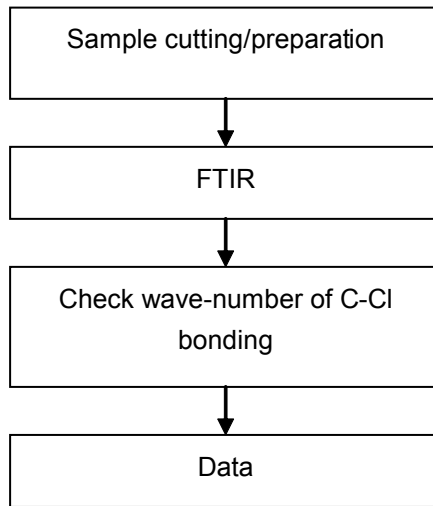 Sample cutting/preparation
FTIR
Check wave-number of C-Cl
bonding
Data